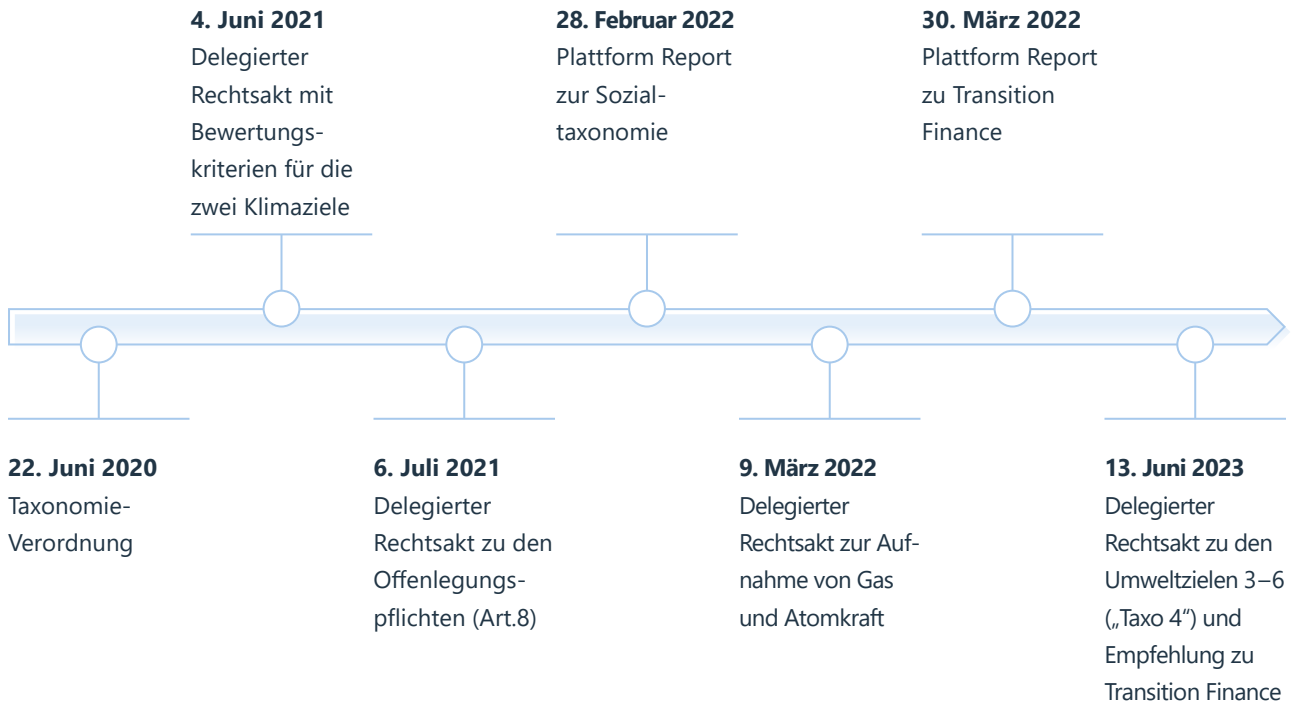 4. Juni 2021
Delegierter
Rechtsakt mit
Bewertungs-
kriterien für die
zwei Klimaziele
28. Februar 2022
Plattform Report
zur Sozial-
taxonomie
30. März 2022
Plattform Report
zu Transition
Finance
22. Juni 2020
Taxonomie-
Verordnung
6. Juli 2021
Delegierter
Rechtsakt zu den
Offenlegungs-
pflichten (Art.8)
9. März 2022
Delegierter
Rechtsakt zur Auf-
nahme von Gas
und Atomkraft
13. Juni 2023
Delegierter
Rechtsakt zu den
Umweltzielen 3–6
(„Taxo 4“) und
Empfehlung zu
Transition Finance